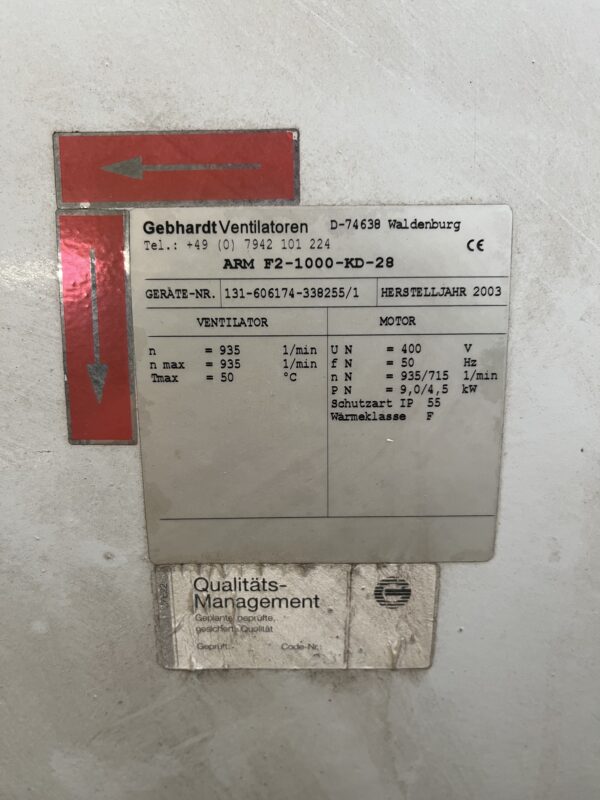 Gebhardt Ventilatoren D-74638 Waldenburg
Tel.: +49 (0) 7942 101 224 CE
ARM F2-1000-KD-28
GERÄTE-NR. 131-606174-338255/1 HERSTELLJAHR 2003
VENTILATOR MOTOR
n = 935 1/min U N = 400 V
n max = 935 1/min f N = 50 Hz
Tmax = 50 °C n N = 935/715 1/min
P N = 9,0/4,5 kW
Schutzart IP 55
Wärmeklasse F
Qualitäts-
Management
Geplante, geprüfte,
gesicherte Qualität
Geprüft: Code-Nr.: